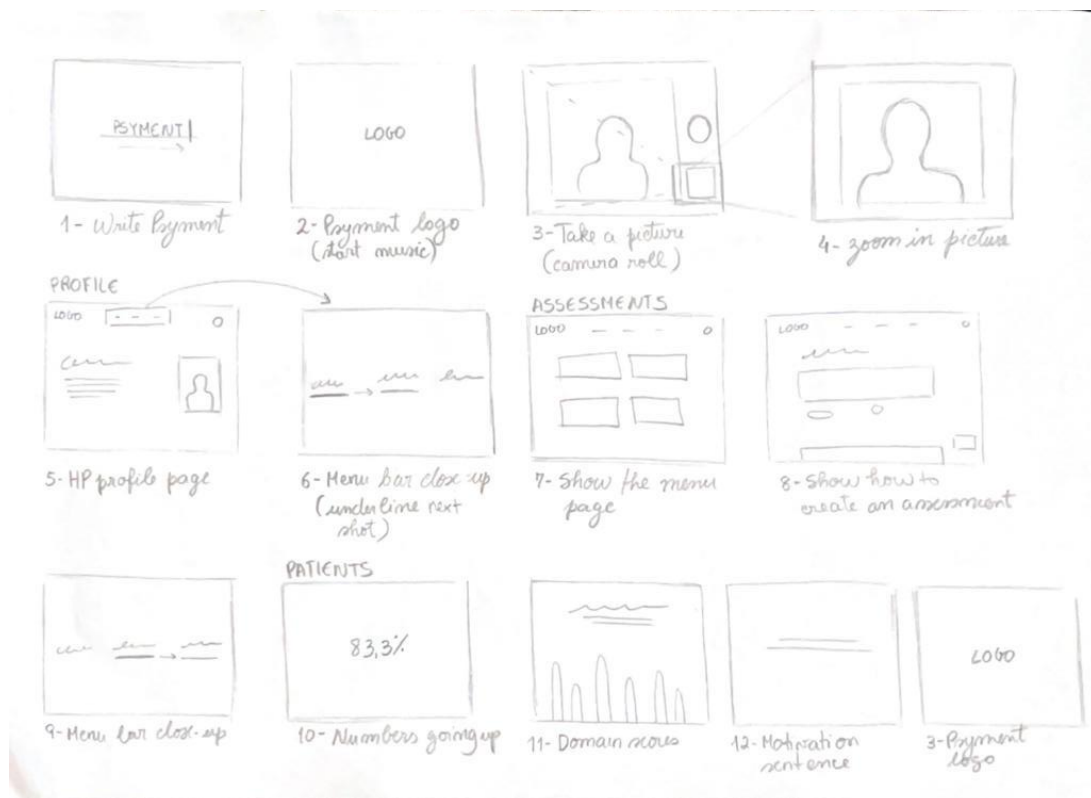 PSYMENT
LOGO
1- Write Psyment
2- Psyment logo
(start music)
3- Take a picture
(camera roll)
4- zoom in picture
PROFILE
LOGO
5- HP profile page
6- Menu bar close-up
(underline next
shot)
ASSESSMENTS
LOGO
7- Show the menu
page
LOGO
8- Show how to
create an assessment
9- Menu bar close-up
PATIENTS
83,3%
10- Numbers going up
11- Domain scores
12- Motivation
sentence
LOGO
3- Psyment
logo